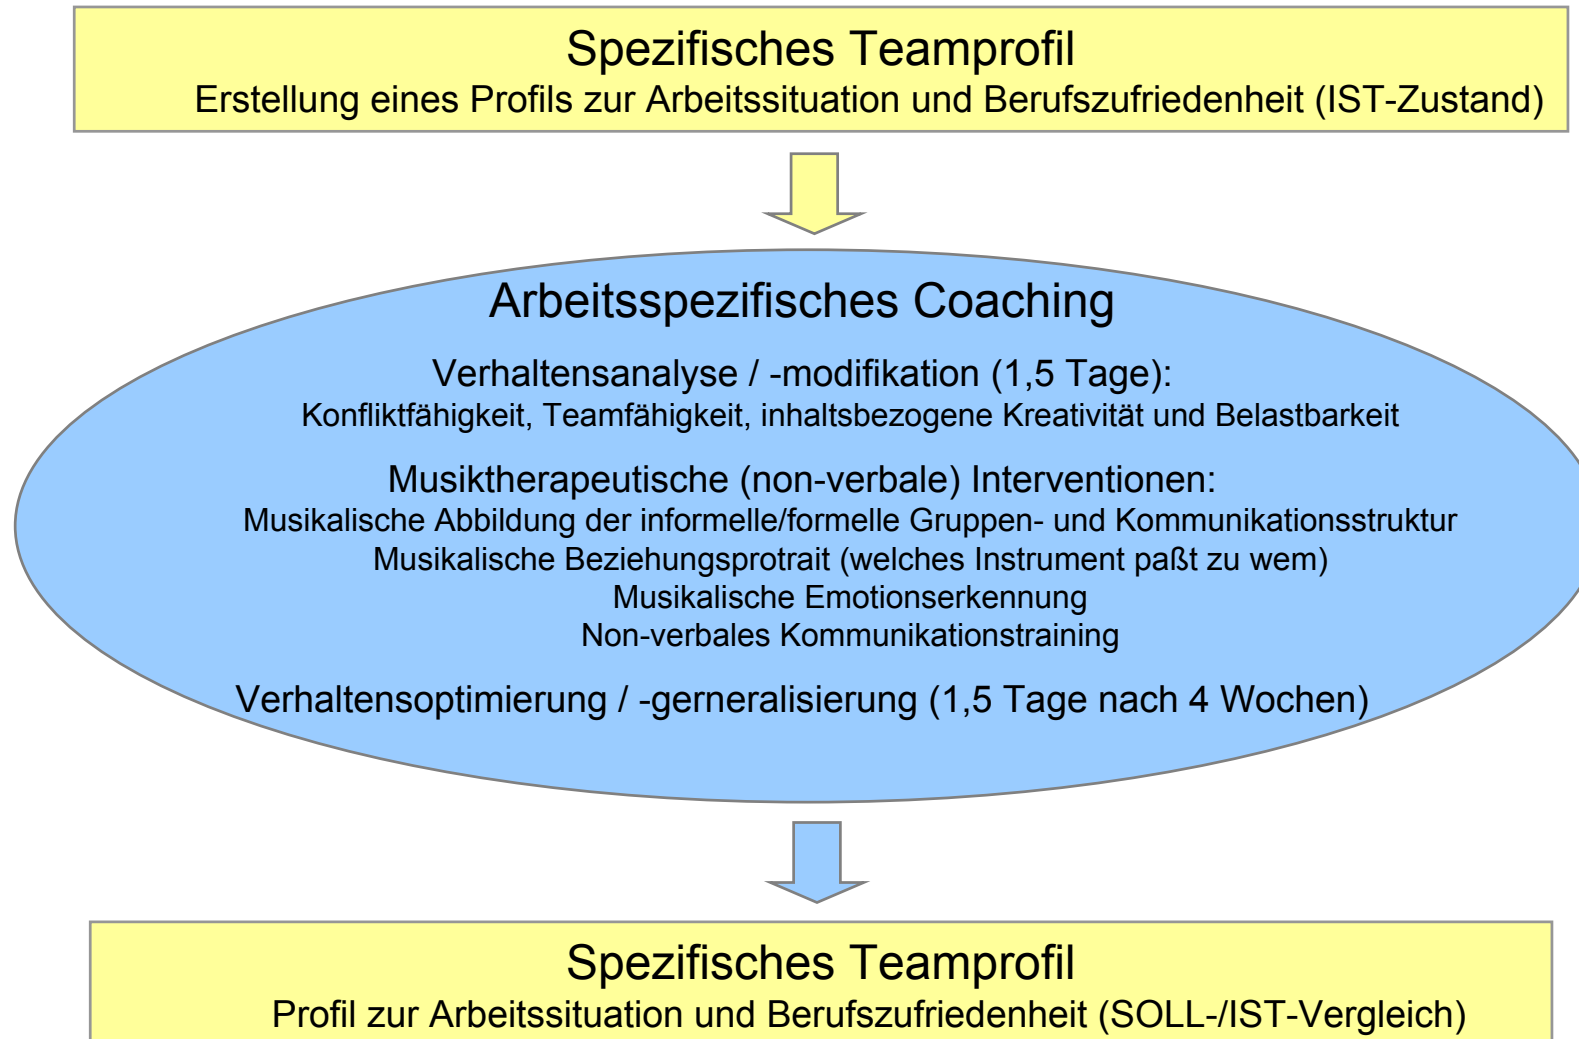 Spezifisches Teamprofil
Erstellung eines Profils zur Arbeitssituation und Berufszufriedenheit (IST-Zustand)
Arbeitsspezifisches Coaching
Verhaltensanalyse / -modifikation (1,5 Tage):
Konfliktfähigkeit, Teamfähigkeit, inhaltsbezogene Kreativität und Belastbarkeit
Musiktherapeutische (non-verbale) Interventionen:
Musikalische Abbildung der informelle/formelle Gruppen- und Kommunikationsstruktur
Musikalische Beziehungsprotrait (welches Instrument paßt zu wem)
Musikalische Emotionserkennung
Non-verbales Kommunikationstraining
Verhaltensoptimierung / -gerneralisierung (1,5 Tage nach 4 Wochen)
Spezifisches Teamprofil
Profil zur Arbeitssituation und Berufszufriedenheit (SOLL-/IST-Vergleich)